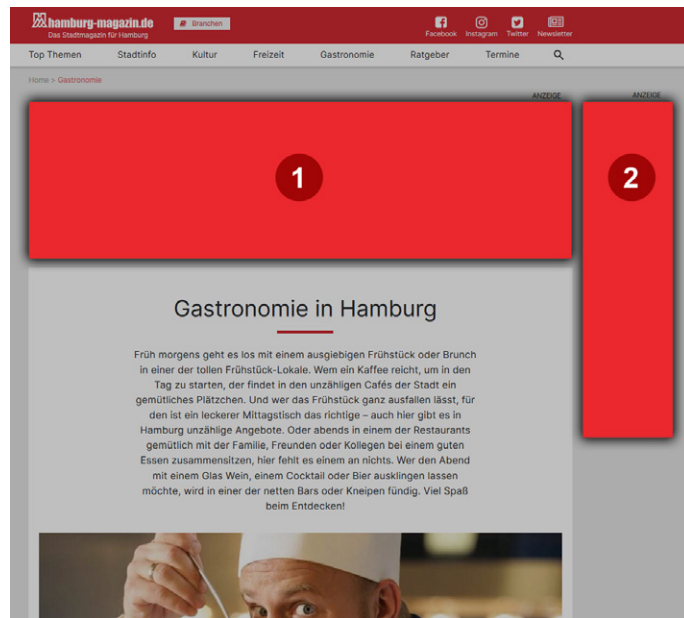 hamburg-magazin.de
Das Stadtmagazin für Hamburg
Branchen
Facebook Instagram Twitter Newsletter
Top Themen Stadtinfo Kultur Freizeit Gastronomie Ratgeber Termine
Home > Gastronomie
ANZEIGE ANZEIGE
1 2
Gastronomie in Hamburg
Früh morgens geht es los mit einem ausgiebigen Frühstück oder Brunch
in einer der tollen Frühstück-Lokale. Wem ein Kaffee reicht, um in den
Tag zu starten, der findet in den unzähligen Cafés der Stadt ein
gemütliches Plätzchen. Und wer das Frühstück ganz ausfallen lässt, für
den ist ein leckerer Mittagstisch das richtige – auch hier gibt es in
Hamburg unzählige Angebote. Oder abends in einem der Restaurants
gemütlich mit der Familie, Freunden oder Kollegen bei einem guten
Essen zusammensitzen, hier fehlt es einem an nichts. Wer den Abend
mit einem Glas Wein, einem Cocktail oder Bier ausklingen lassen
möchte, wird in einer der netten Bars oder Kneipen fündig. Viel Spaß
beim Entdecken!